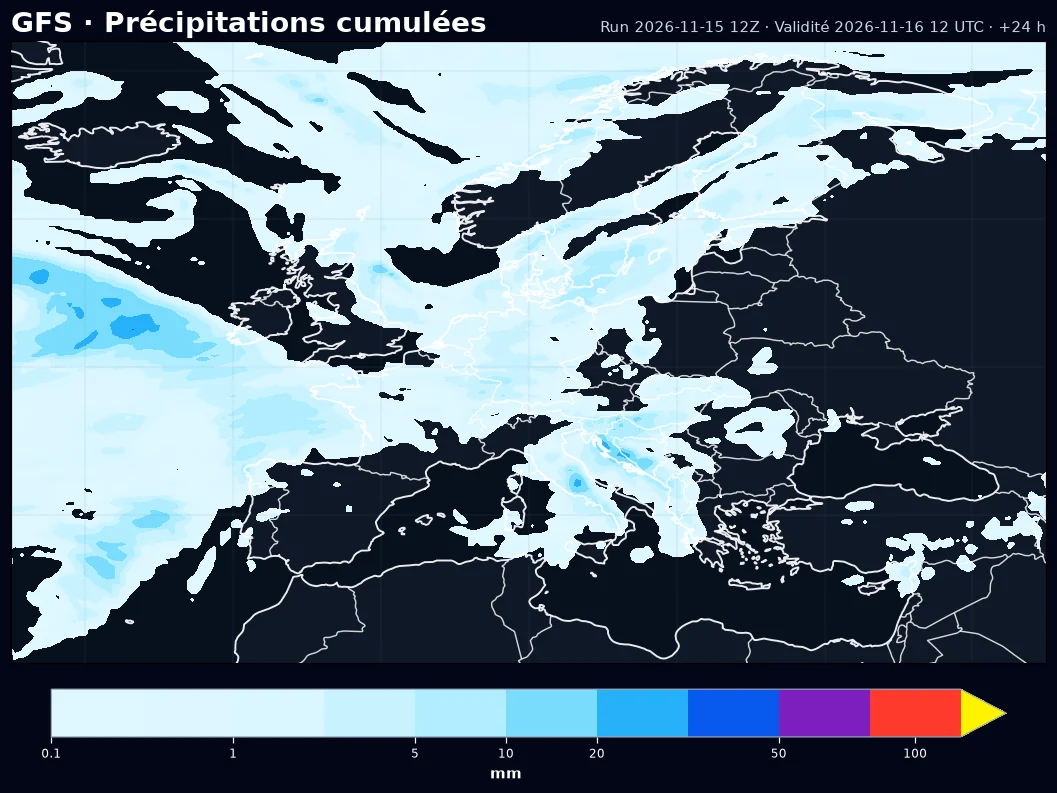 GFS · Précipitations cumulées
Run 2026-11-15 12Z · Validité 2026-11-16 12 UTC · +24 h
0.1 1 5 10 20 50 100
mm